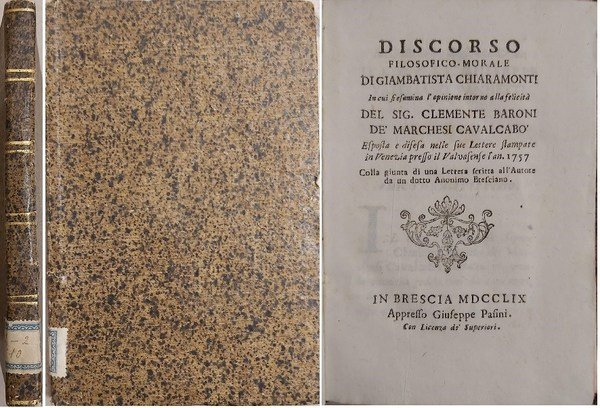 2
10
DISCORSO
FILOSOFICO-MORALE
DI GIAMBATISTA CHIARAMONTI
In cui si esamina l'opinione intorno alla felicità
DEL SIG. CLEMENTE BARONI
DE' MARCHESI CAVALCABO'
Esposta e difesa nelle sue Lettere stampate
in Venezia presso il Valvasense l'an. 1757
Colla giunta di una Lettera scritta all'Autore
da un dotto Anonimo Bresciano.
IN BRESCIA MDCCLIX
Appresso Giuseppe Pasini.
Con Licenza de' Superiori.